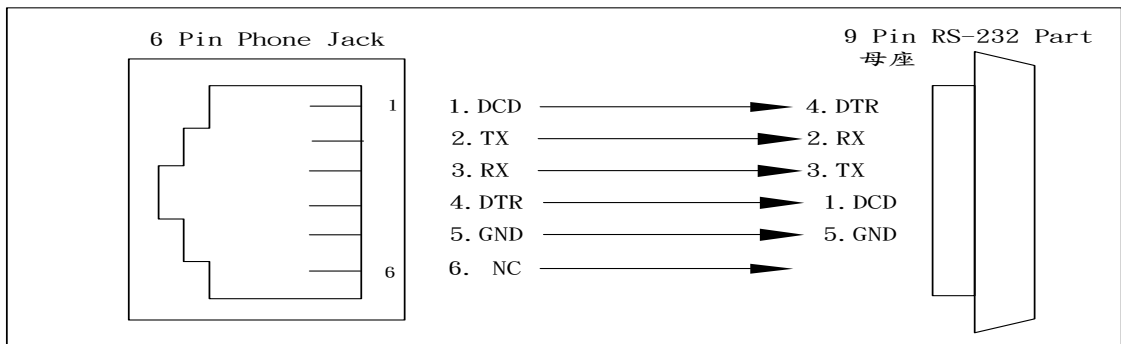 6 Pin Phone Jack
9 Pin RS-232 Part
母座
1
1. DCD
4. DTR
2. TX
2. RX
3. RX
3. TX
4. DTR
1. DCD
5. GND
5. GND
6
6. NC